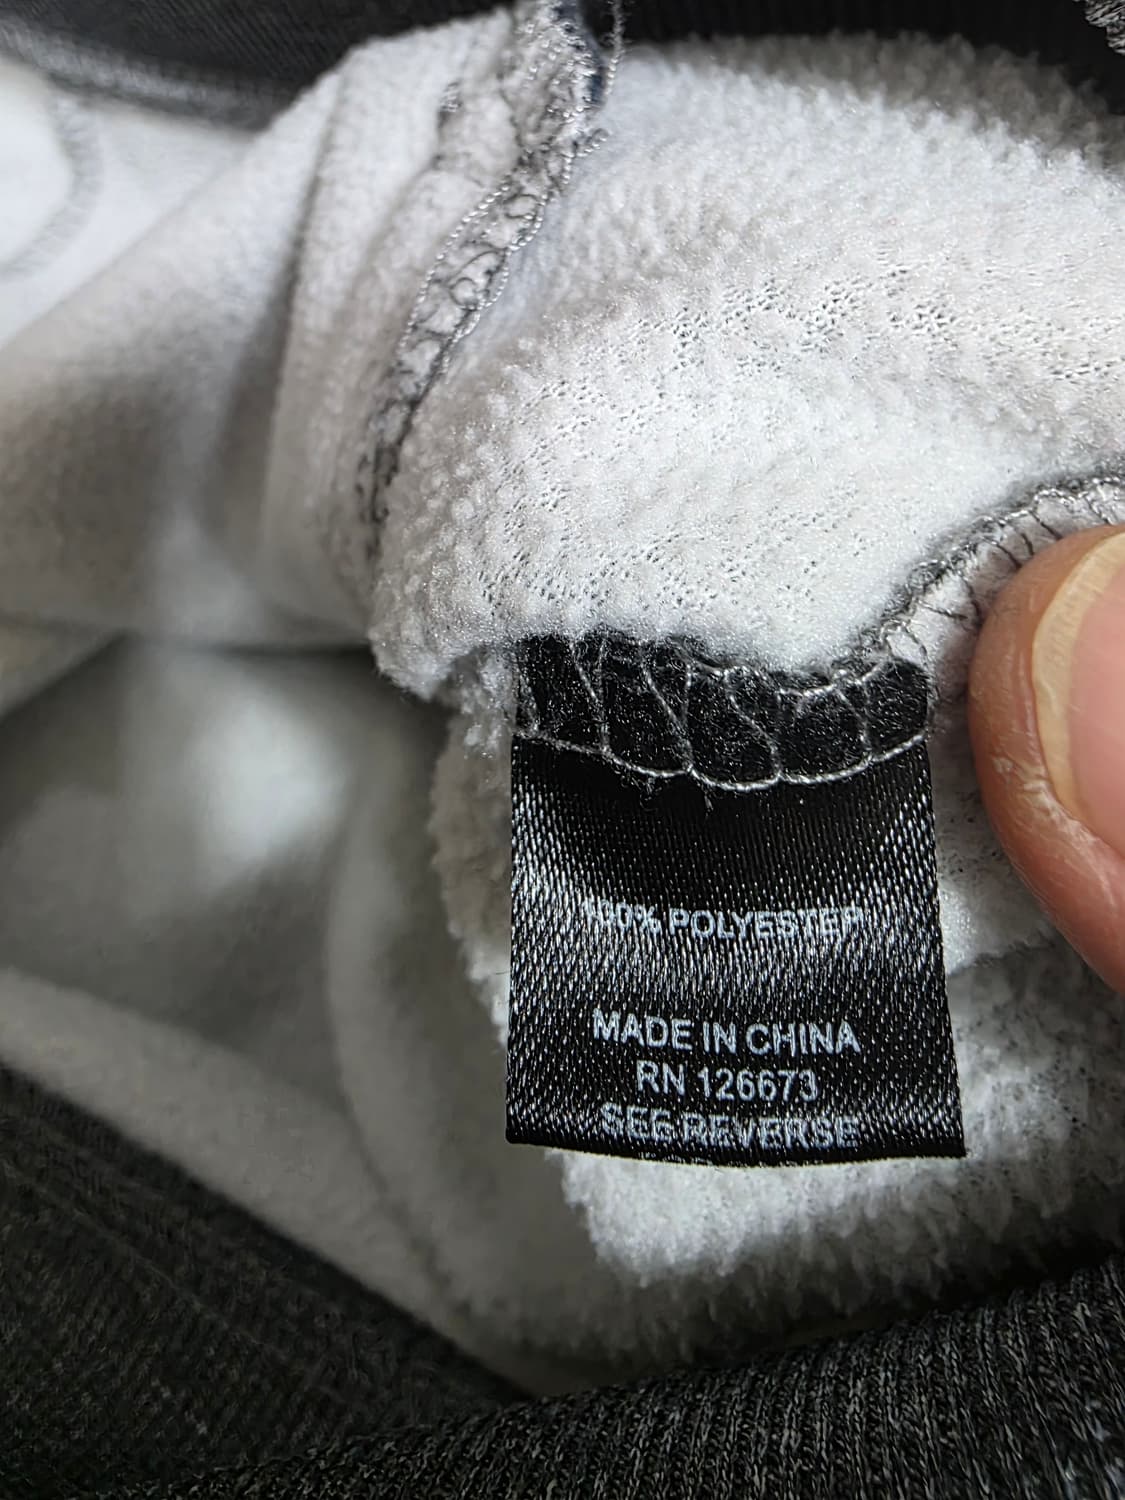 100% POLYESTER
MADE IN CHINA
RN 126673
SEE REVERSE